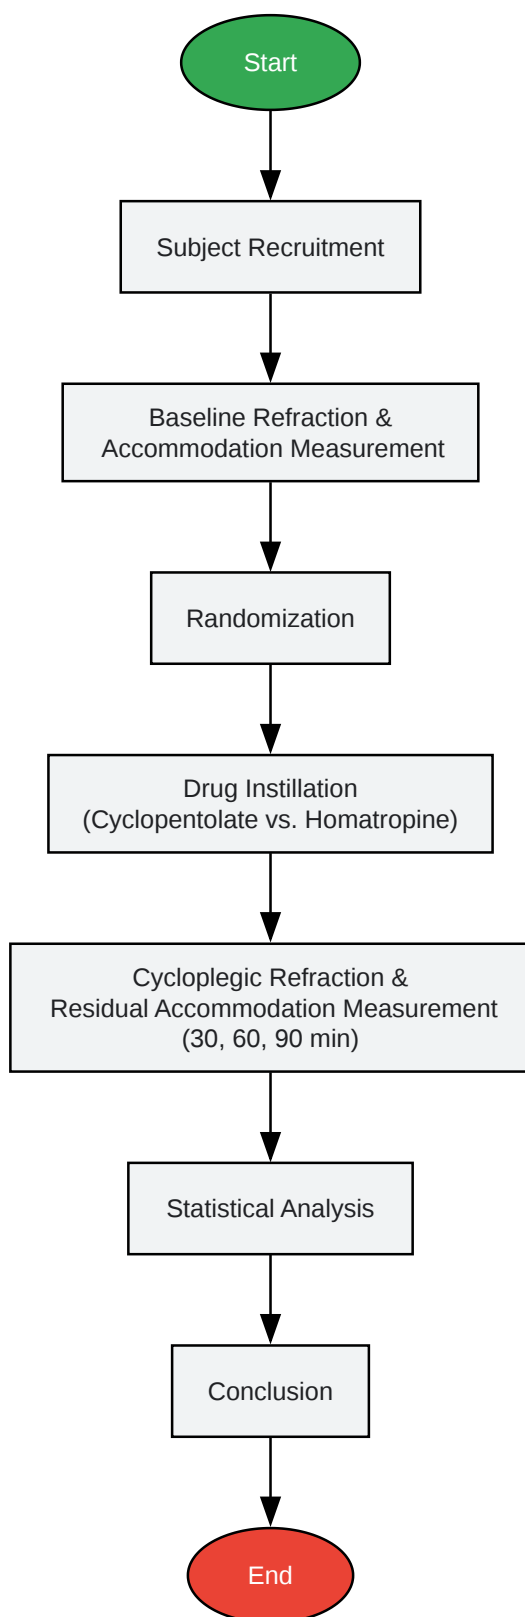 Start
Subject Recruitment
Baseline Refraction &
Accommodation Measurement
Randomization
Drug Instillation
(Cyclopentolate vs. Homatropine)
Cycloplegic Refraction &
Residual Accommodation Measurement
(30, 60, 90 min)
Statistical Analysis
Conclusion
End